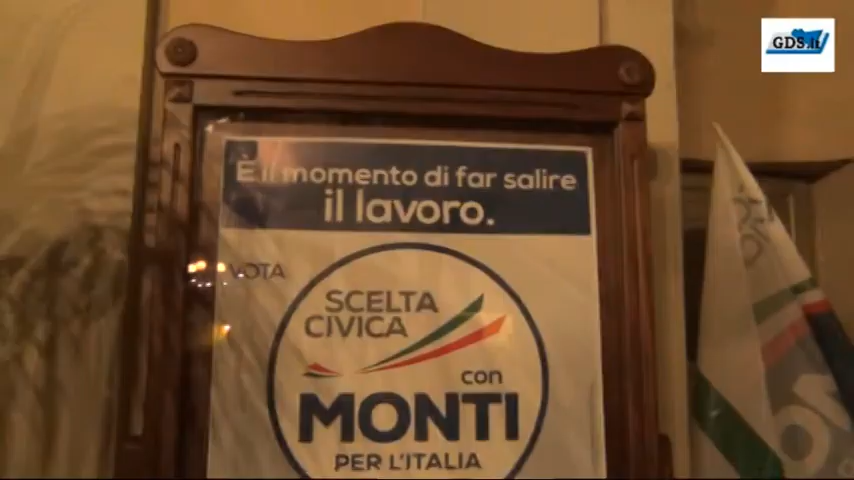 GDS.it
È il momento di far salire
il lavoro.
VOTA
SCELTA
CIVICA
con
MONTI
PER L'ITALIA